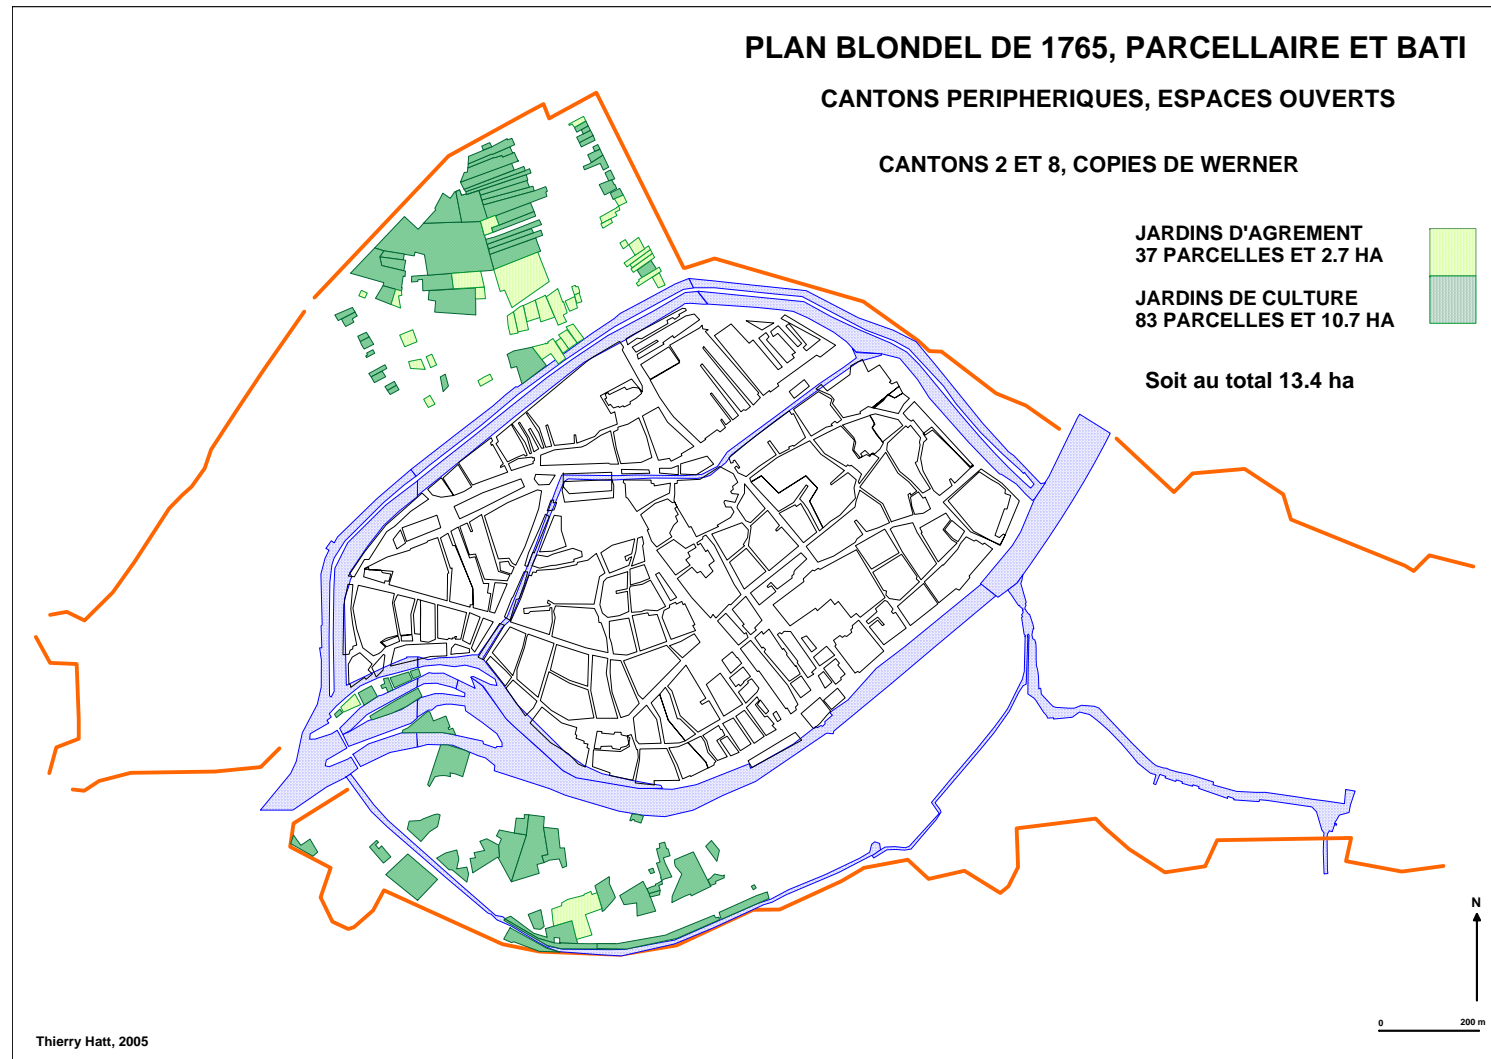 PLAN BLONDEL DE 1765, PARCELLAIRE ET BATI
CANTONS PERIPHERIQUES, ESPACES OUVERTS
CANTONS 2 ET 8, COPIES DE WERNER
JARDINS D'AGREMENT
37 PARCELLES ET 2.7 HA
JARDINS DE CULTURE
83 PARCELLES ET 10.7 HA
Soit au total 13.4 ha
N
0 200 m
Thierry Hatt, 2005